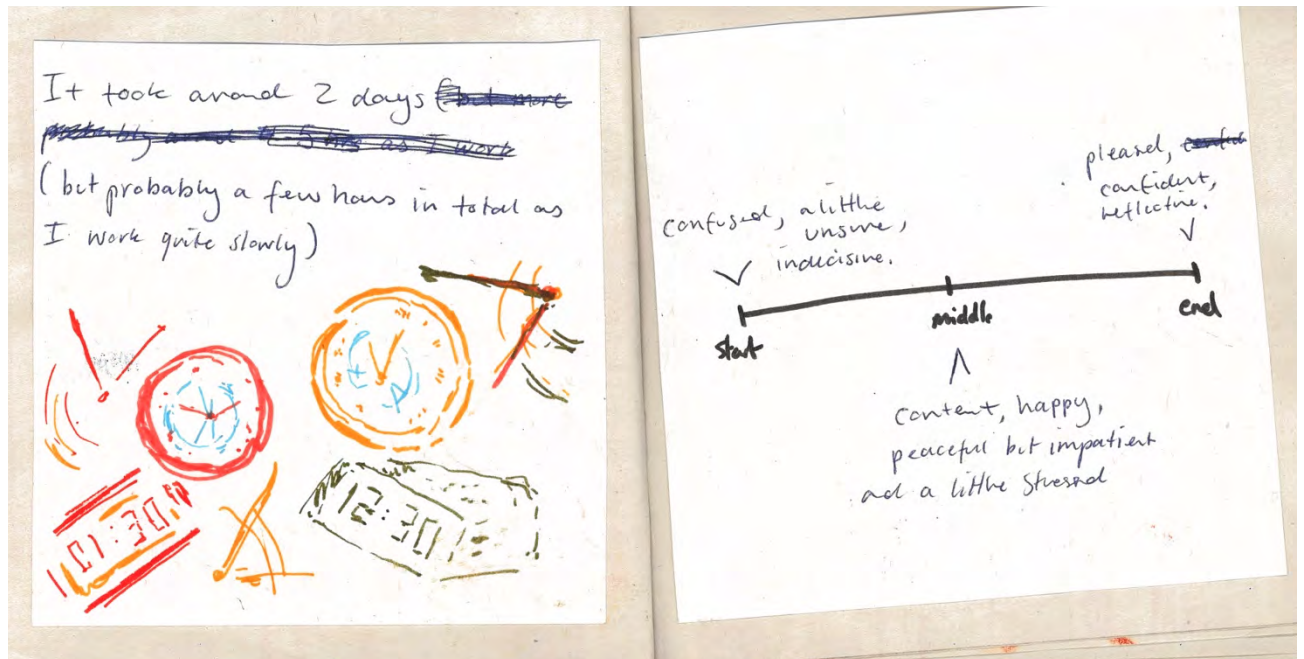 It took around 2 days
(but probably a few hours in total as
I work quite slowly)
01:30
12:30
confused, a little
unsure,
indecisive.
pleased,
confident,
reflective.
start
middle
end
content, happy,
peaceful but impatient
and a little stressed